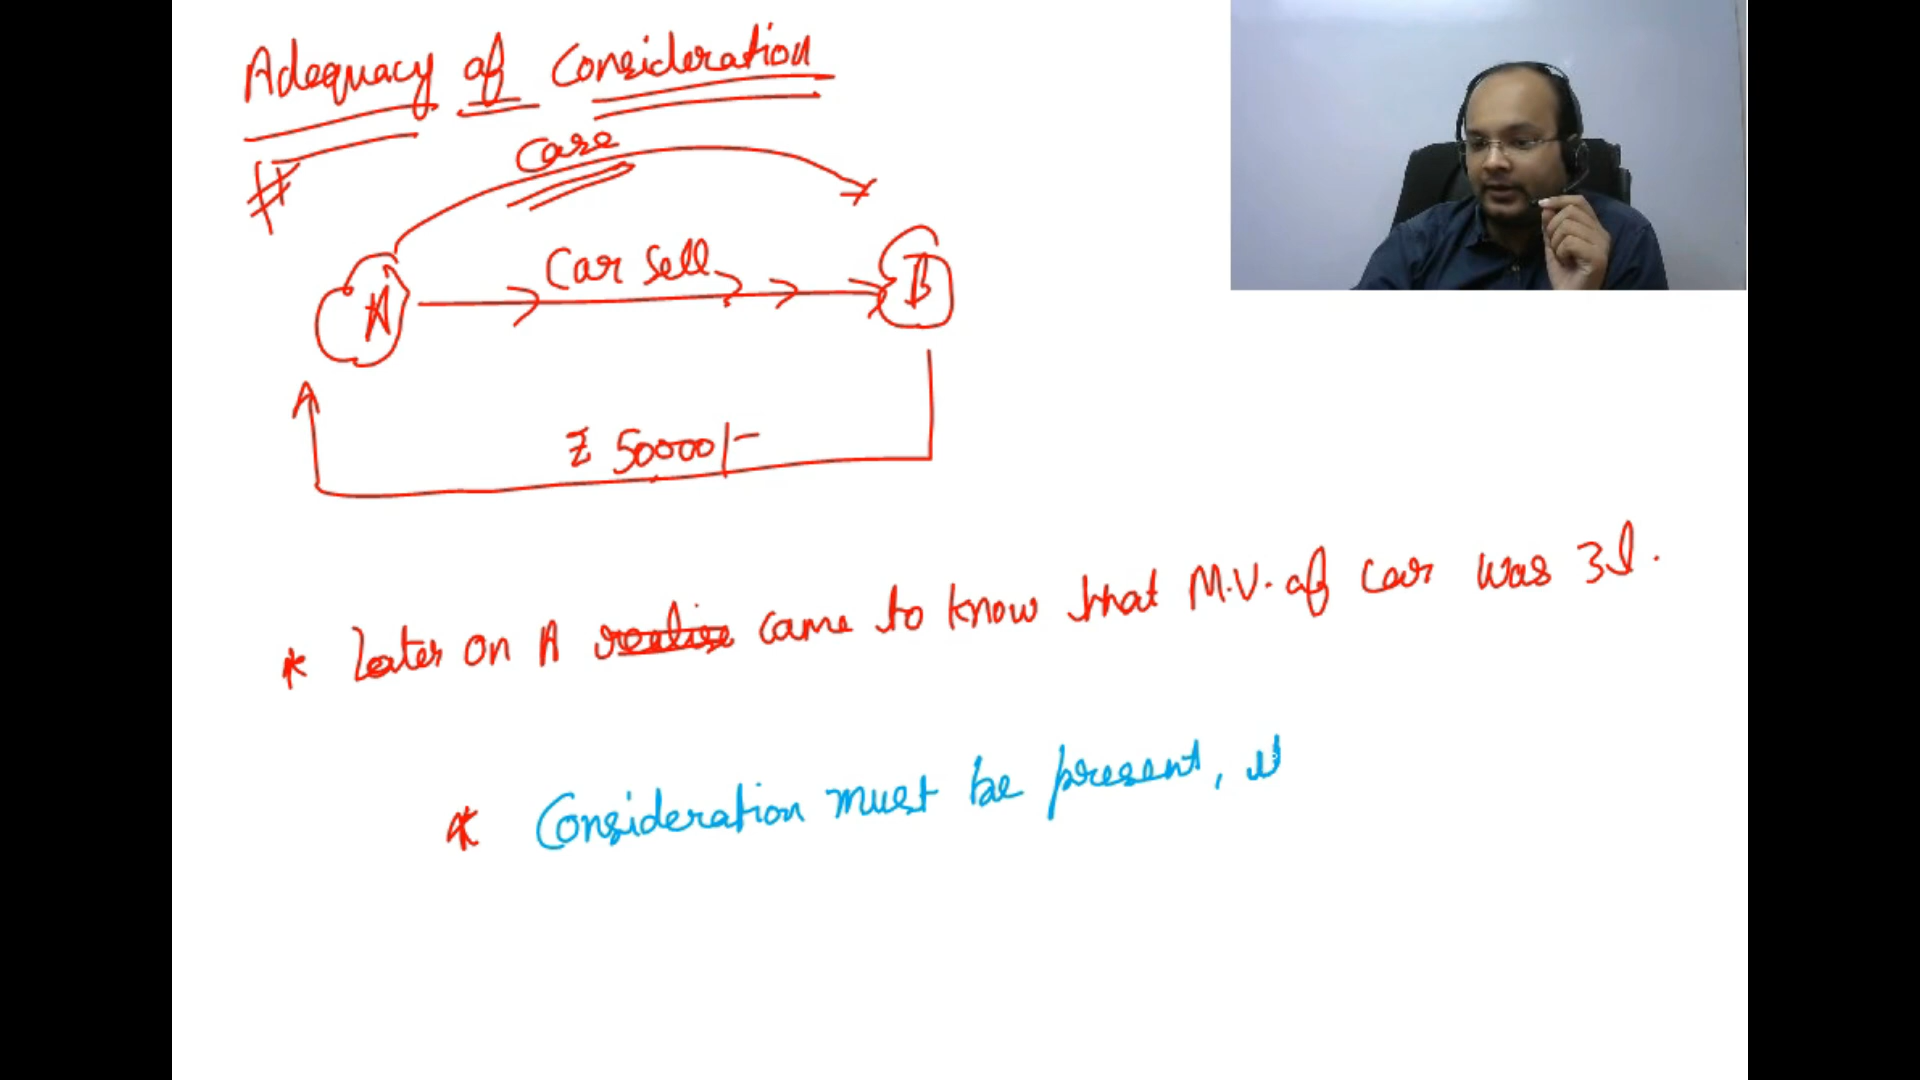 Adequacy of Consideration
#
Case
Car Sell
A
B
₹ 50000/-
* Later on A realise came to know that M.V. of car was 3l.
* Consideration must be present,